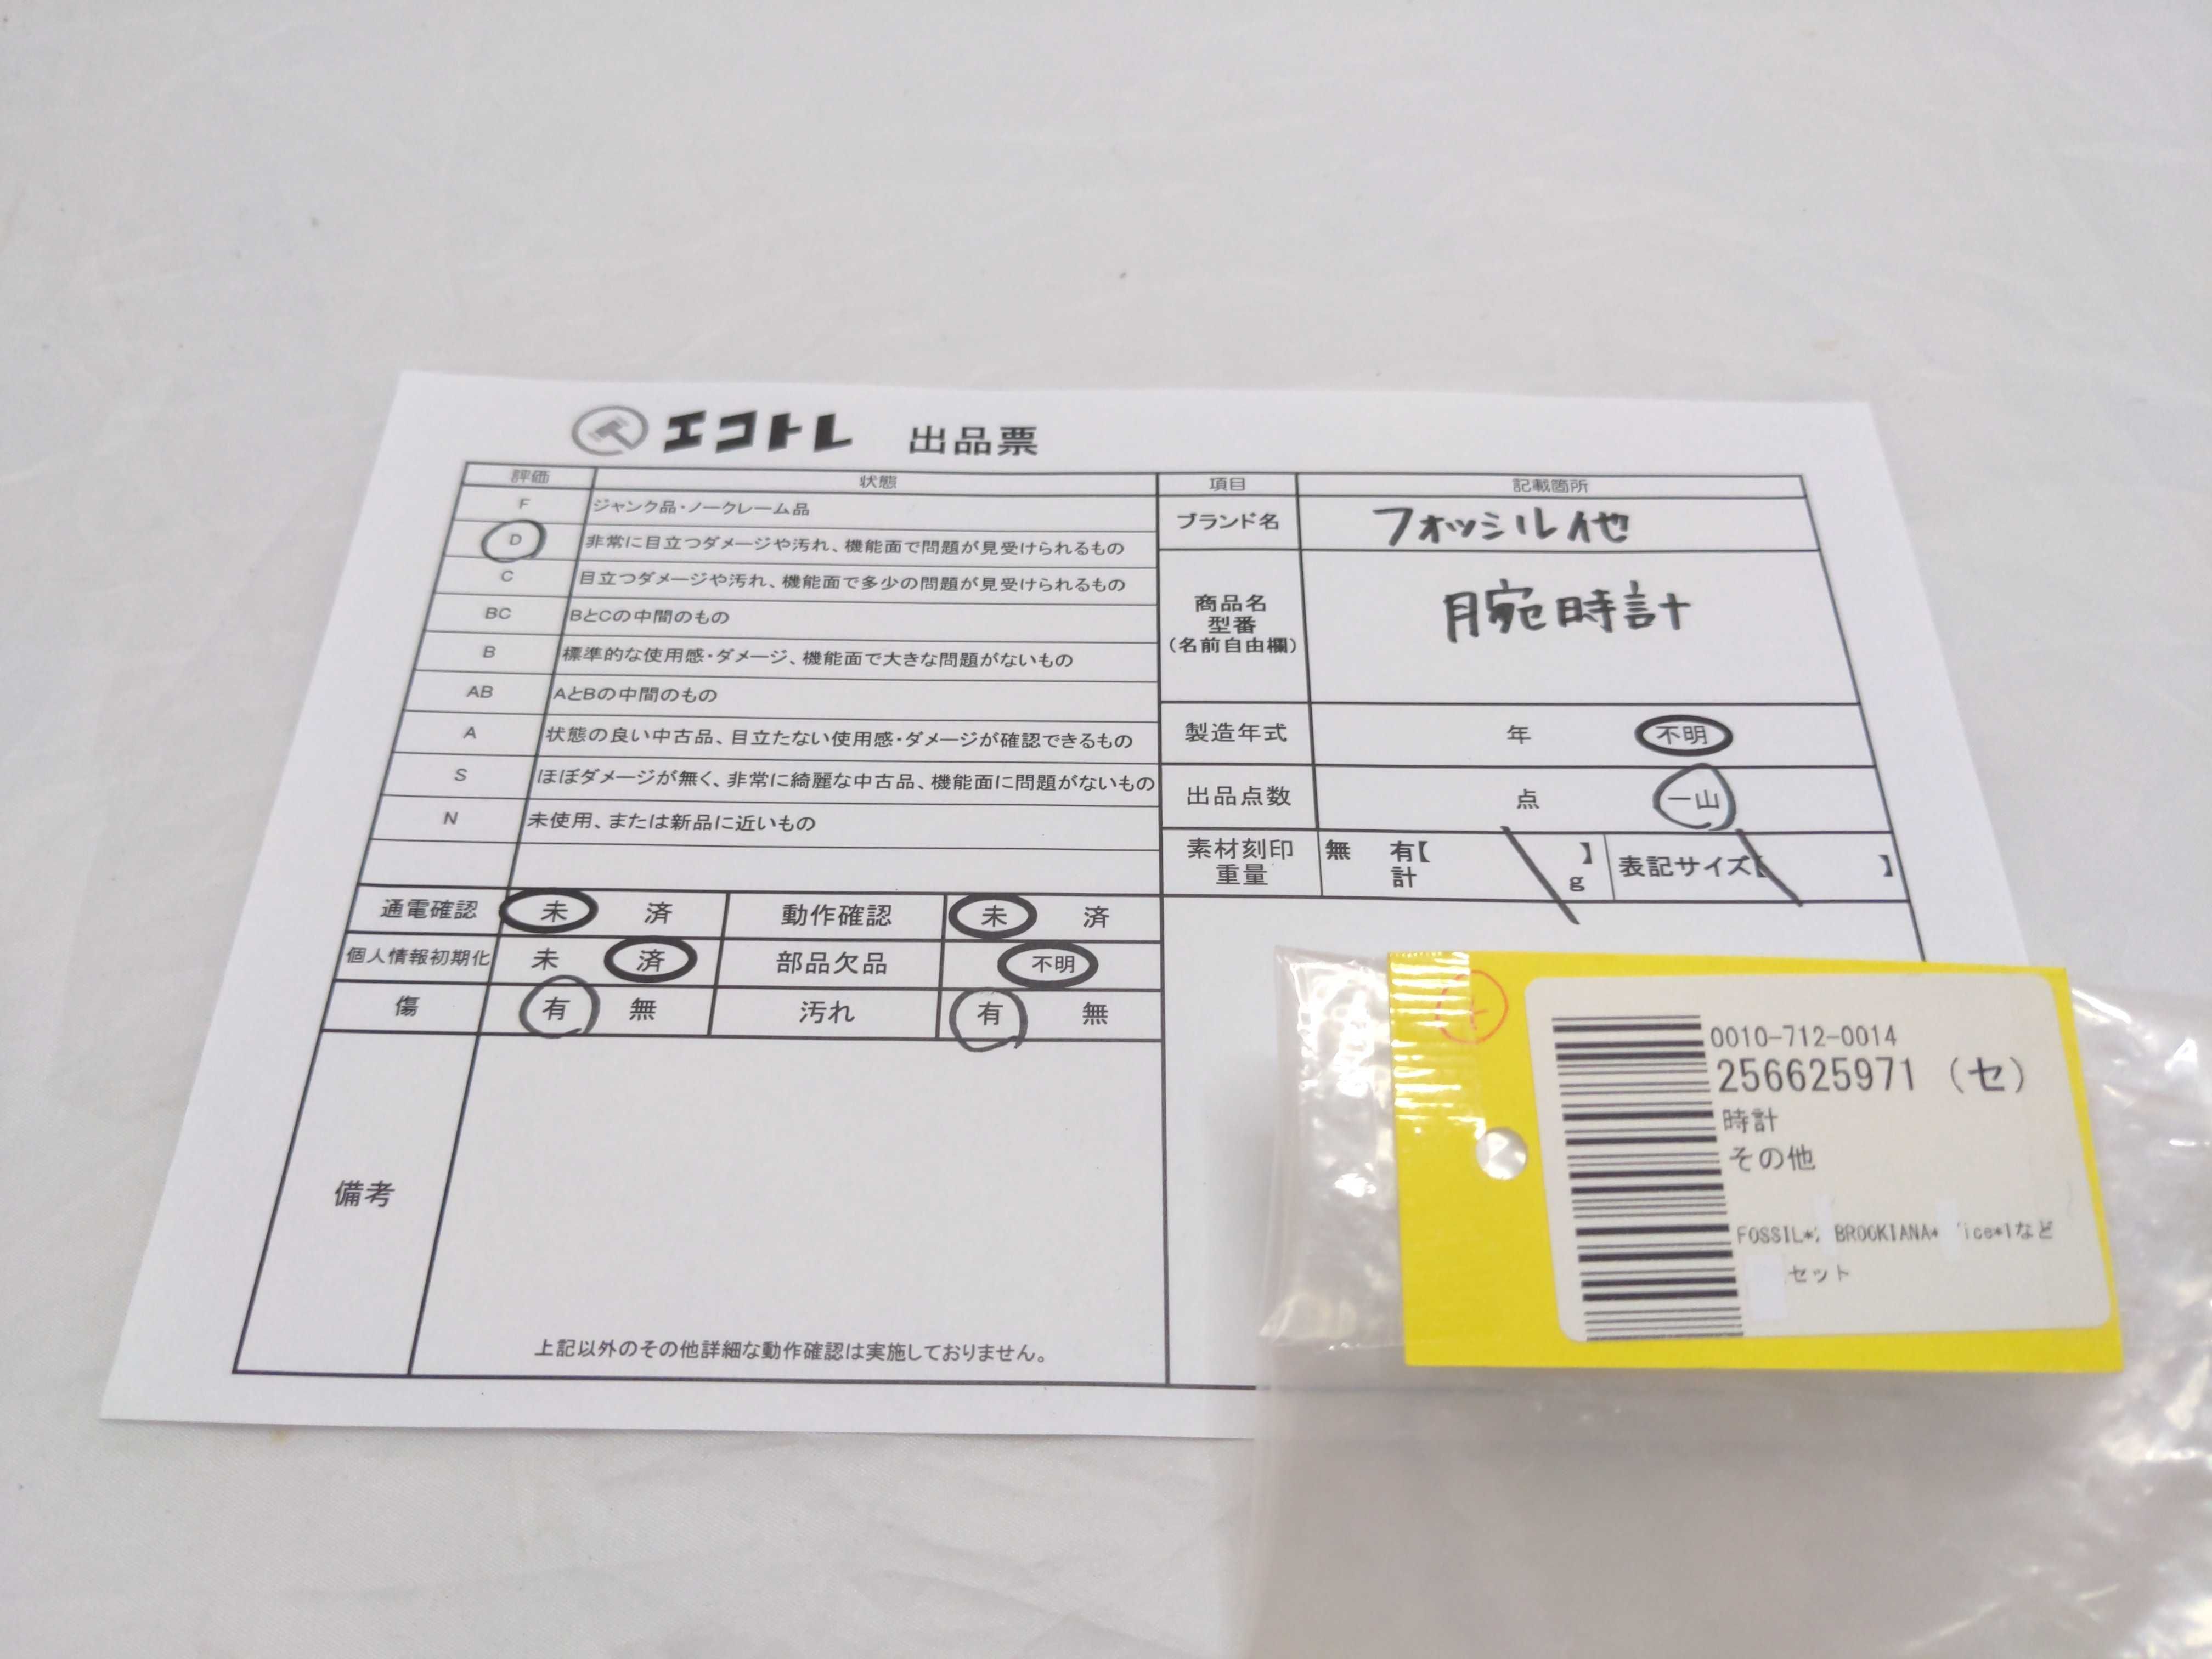 エコトレ 出品票
評価 状態
F ジャンク品・ノークレーム品
D 非常に目立つダメージや汚れ、機能面で問題が見受けられるもの
C 目立つダメージや汚れ、機能面で多少の問題が見受けられるもの
BC BとCの中間のもの
B 標準的な使用感・ダメージ、機能面で大きな問題がないもの
AB AとBの中間のもの
A 状態の良い中古品、目立たない使用感・ダメージが確認できるもの
S ほぼダメージが無く、非常に綺麗な中古品、機能面に問題がないもの
N 未使用、または新品に近いもの
通電確認 未 済 動作確認 未 済
個人情報初期化 未 済 部品欠品 不明
傷 有 無 汚れ 有 無
備考
上記以外のその他詳細な動作確認は実施しておりません。
項目 記載箇所
ブランド名 フォッシル他
商品名
型番
(名前自由欄)
腕時計
製造年式 年 不明
出品点数 点 一山
素材刻印 無 有【 】
重量 計 g
表記サイズ【 】
0010-712-0014
256625971 (セ)
時計
その他
FOSSIL* BROOKIANA* ice*1など
セット